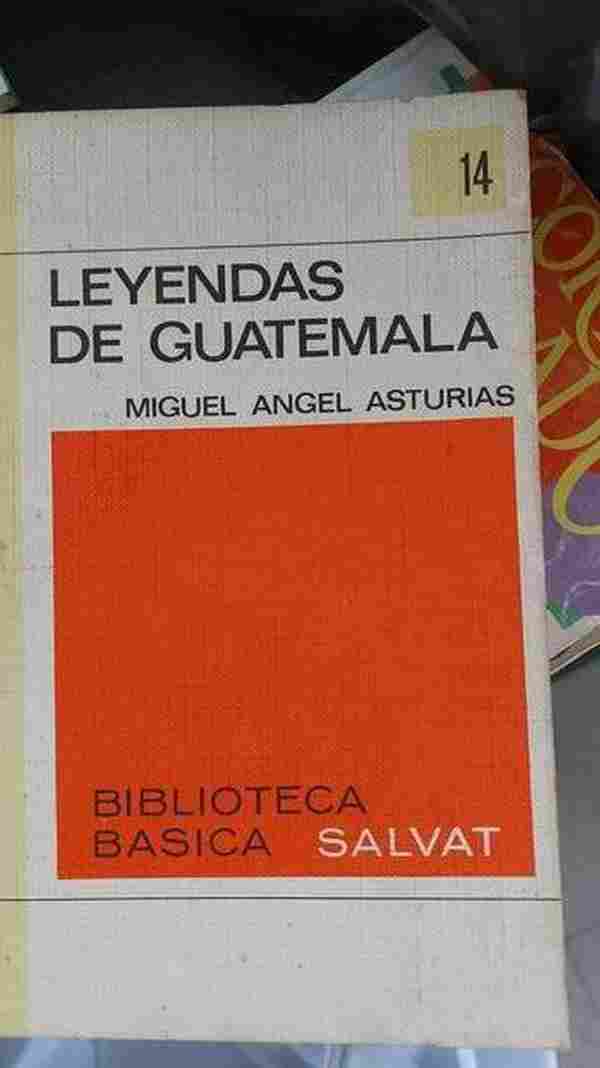 14
LEYENDAS
DE GUATEMALA
MIGUEL ANGEL ASTURIAS
BIBLIOTECA
BASICA SALVAT